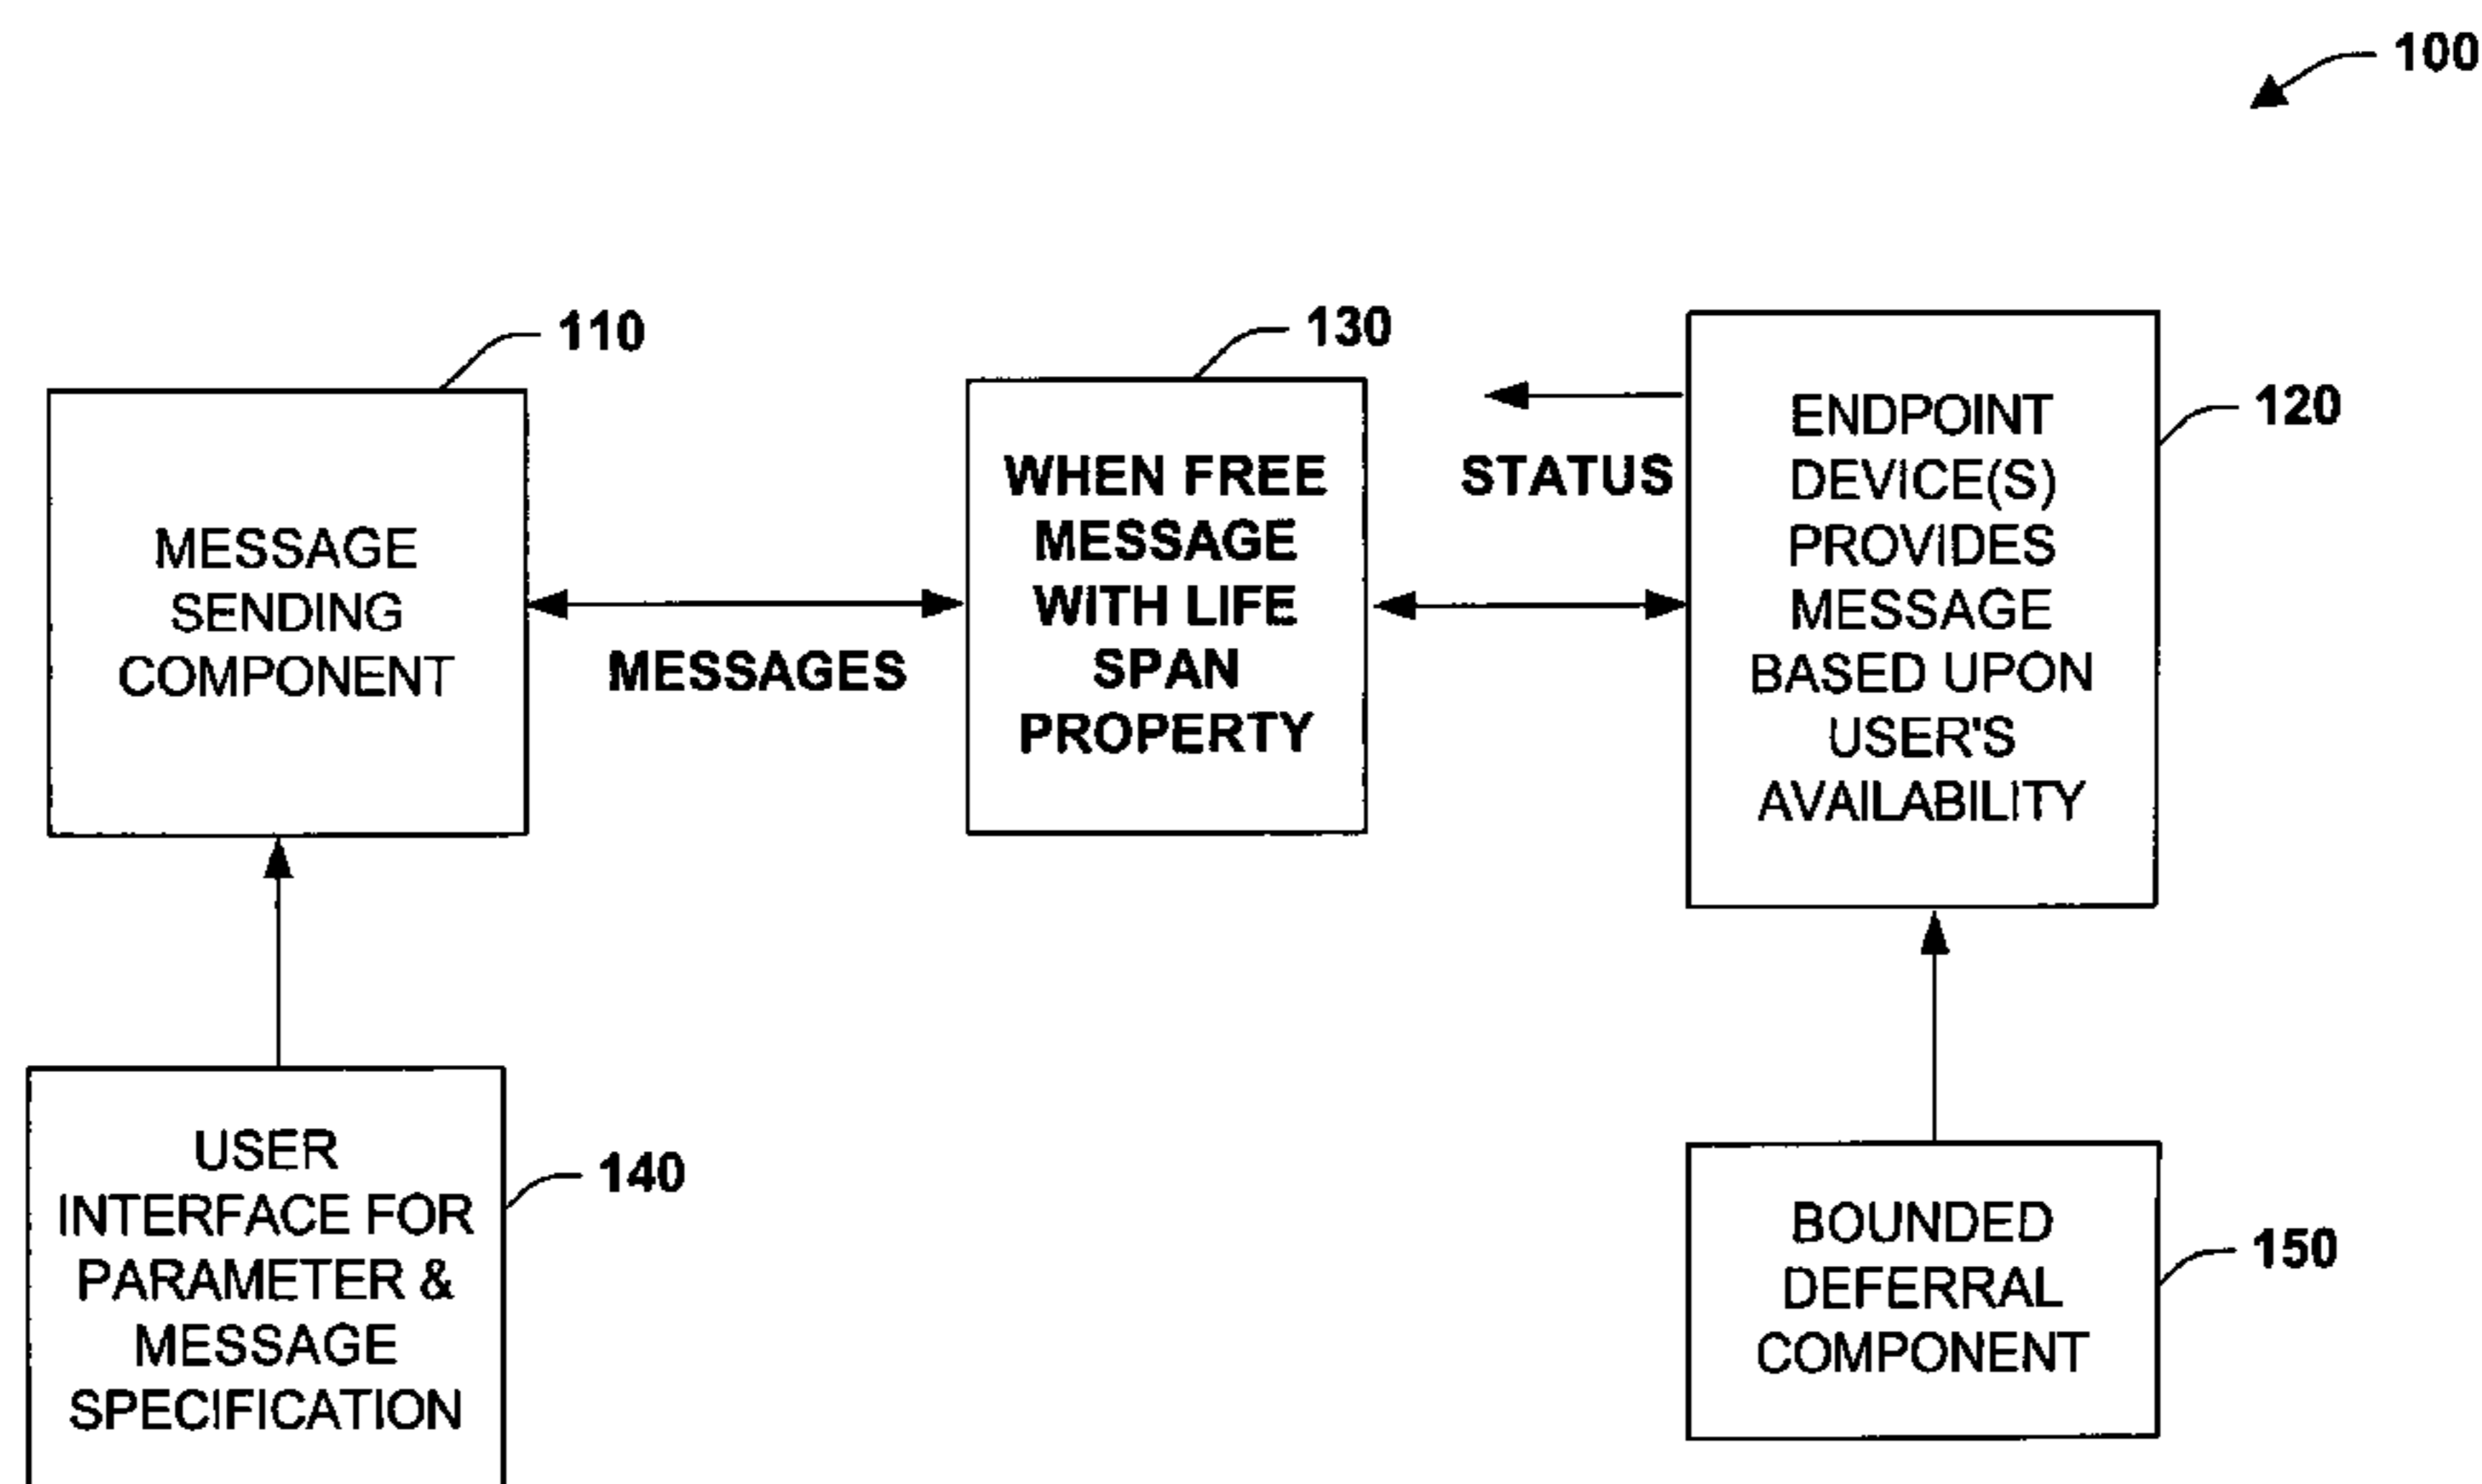 100
110
MESSAGE
SENDING
COMPONENT
MESSAGES
130
WHEN FREE
MESSAGE
WITH LIFE
SPAN
PROPERTY
STATUS
120
ENDPOINT
DEVICE(S)
PROVIDES
MESSAGE
BASED UPON
USER'S
AVAILABILITY
140
USER
INTERFACE FOR
PARAMETER &
MESSAGE
SPECIFICATION
150
BOUNDED
DEFERRAL
COMPONENT